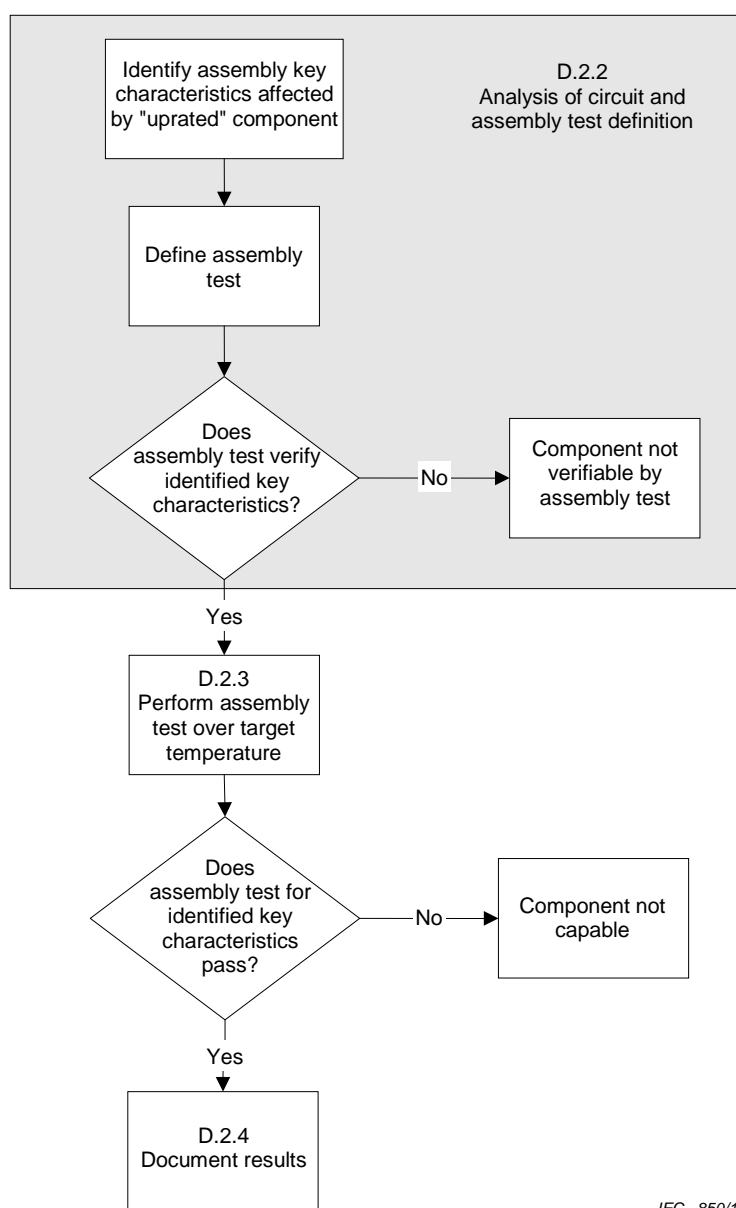 Identify assembly key
characteristics affected
by "uprated" component
D.2.2
Analysis of circuit and
assembly test definition
Define assembly
test
Does
assembly test verify
identified key
characteristics?
No
Component not
verifiable by
assembly test
Yes
D.2.3
Perform assembly
test over target
temperature
Does
assembly test for
identified key
characteristics
pass?
No
Component not
capable
Yes
D.2.4
Document results
IEC 850/1